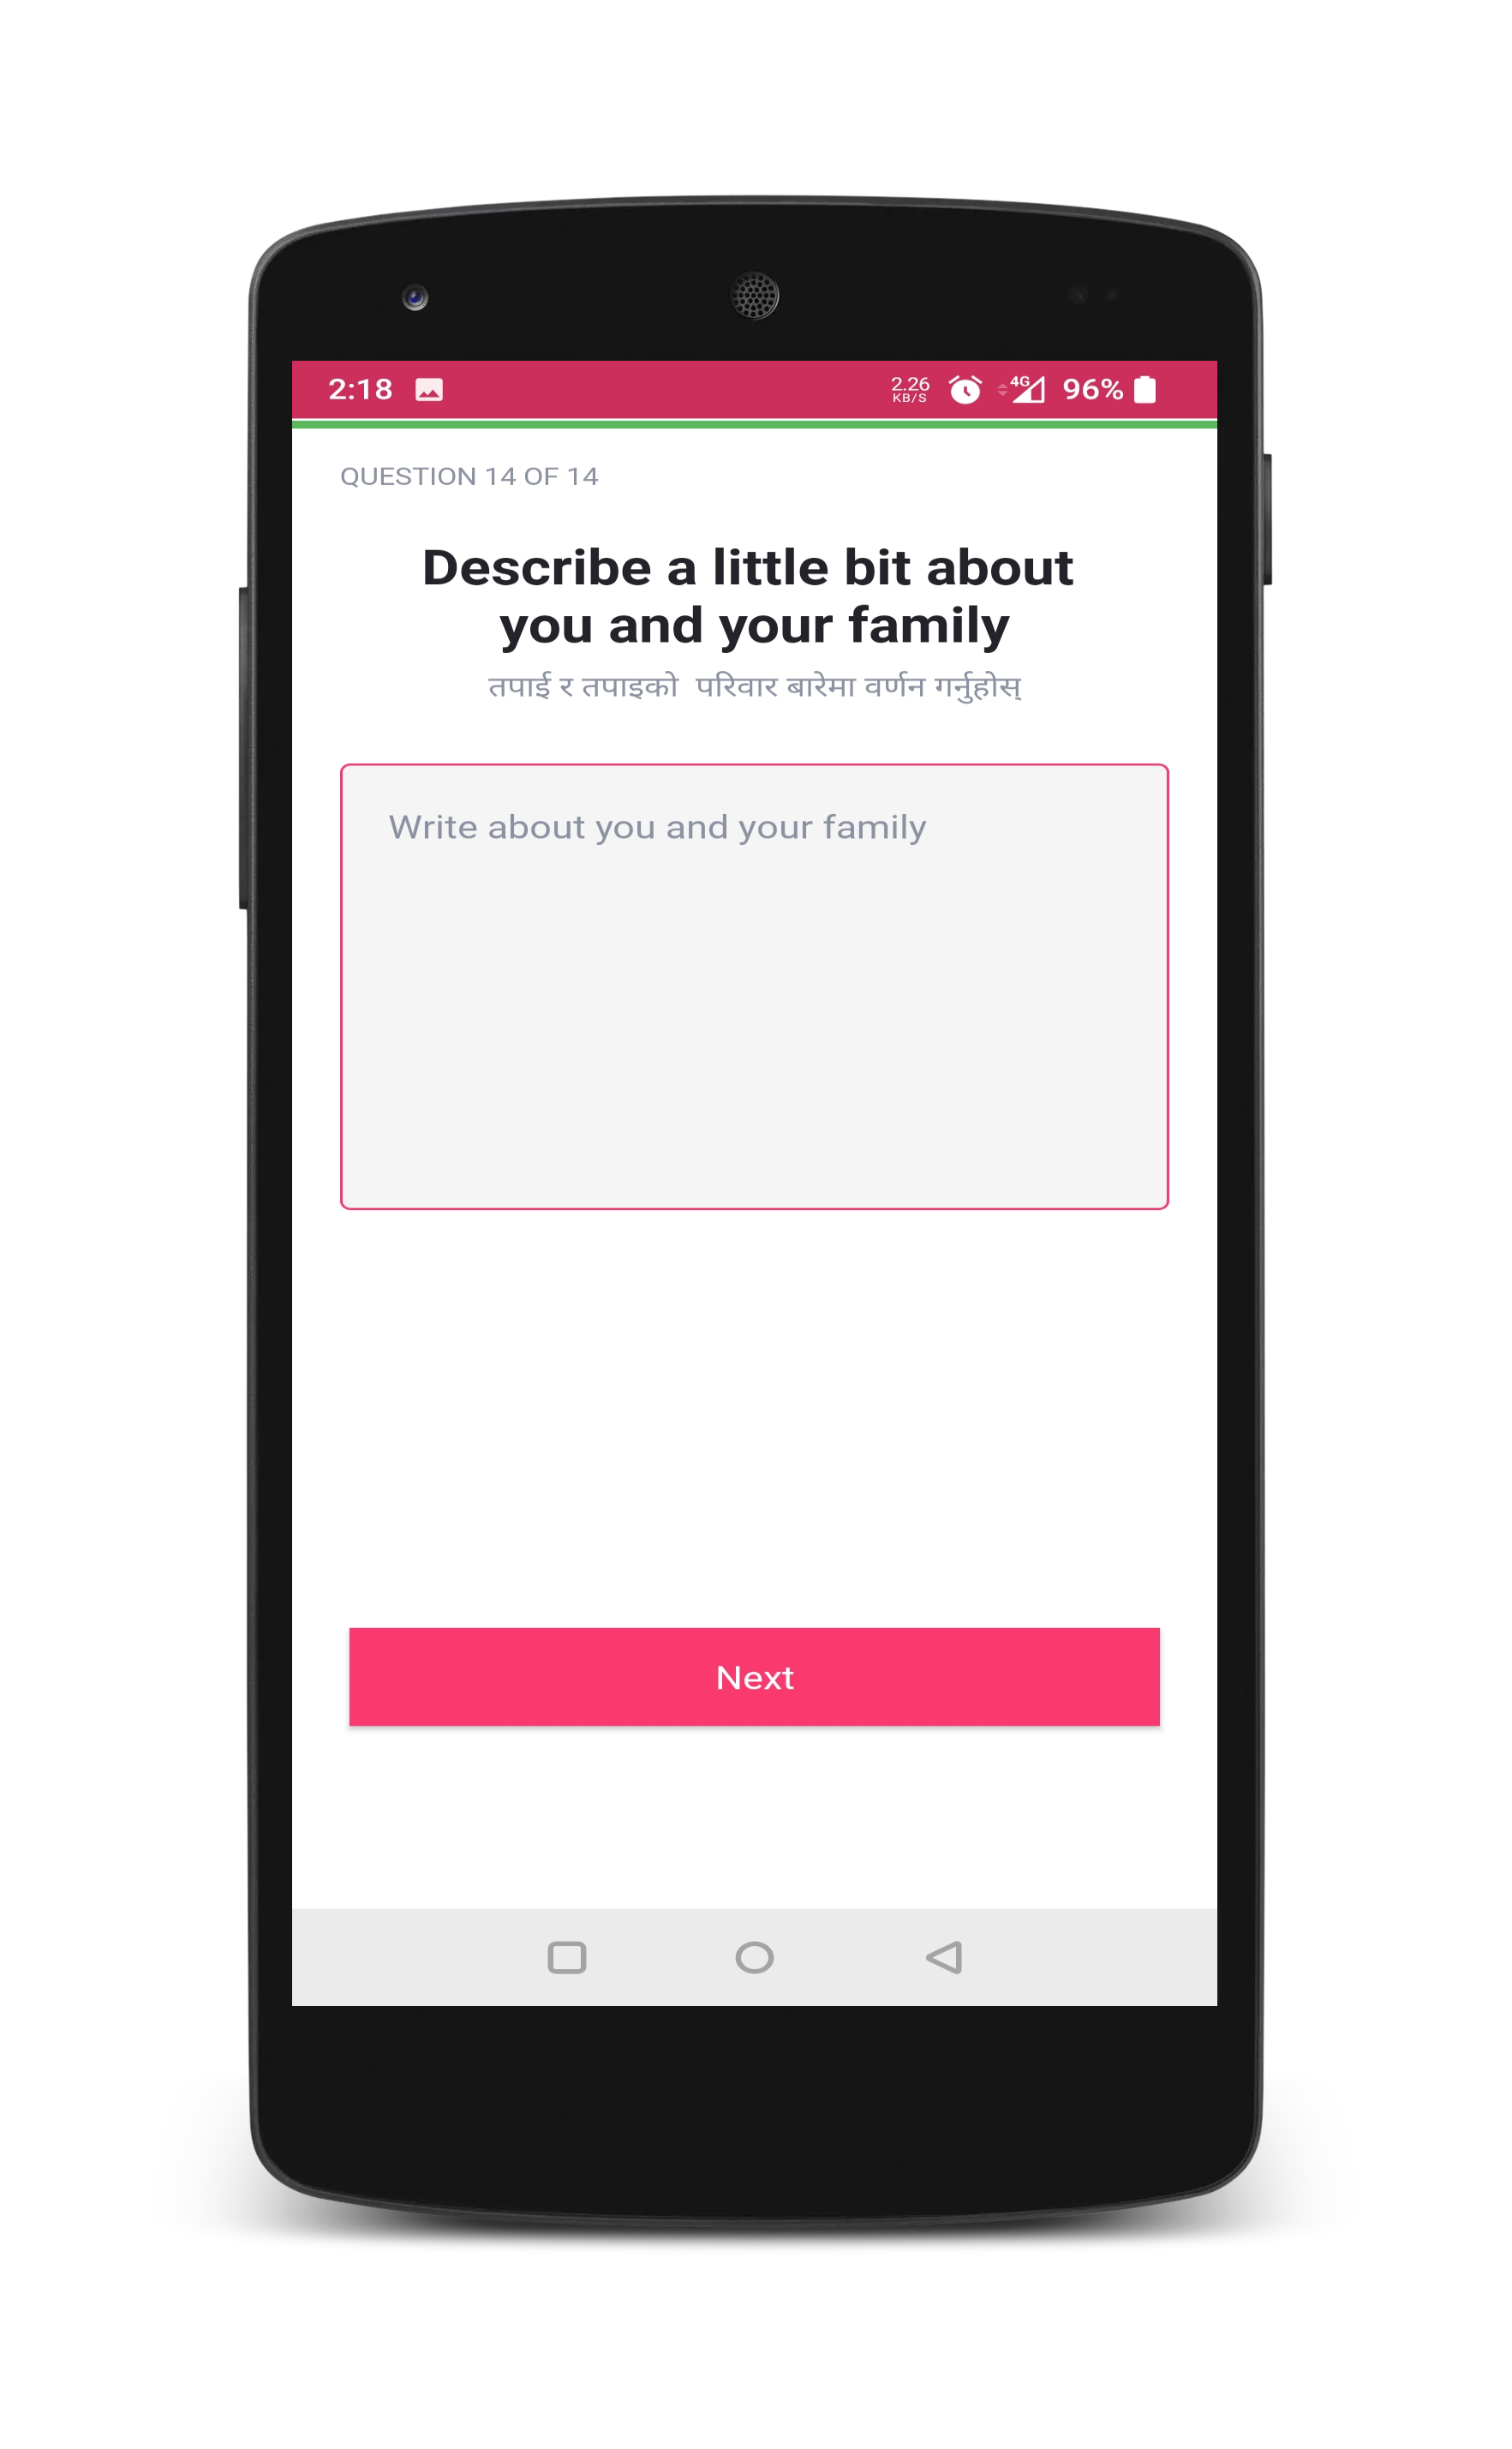 2:18
2.26
KB/S
4G
96%
QUESTION 14 OF 14
Describe a little bit about
you and your family
तपाई र तपाइको  परिवार बारेमा वर्णन गर्नुहोस्
Write about you and your family
Next